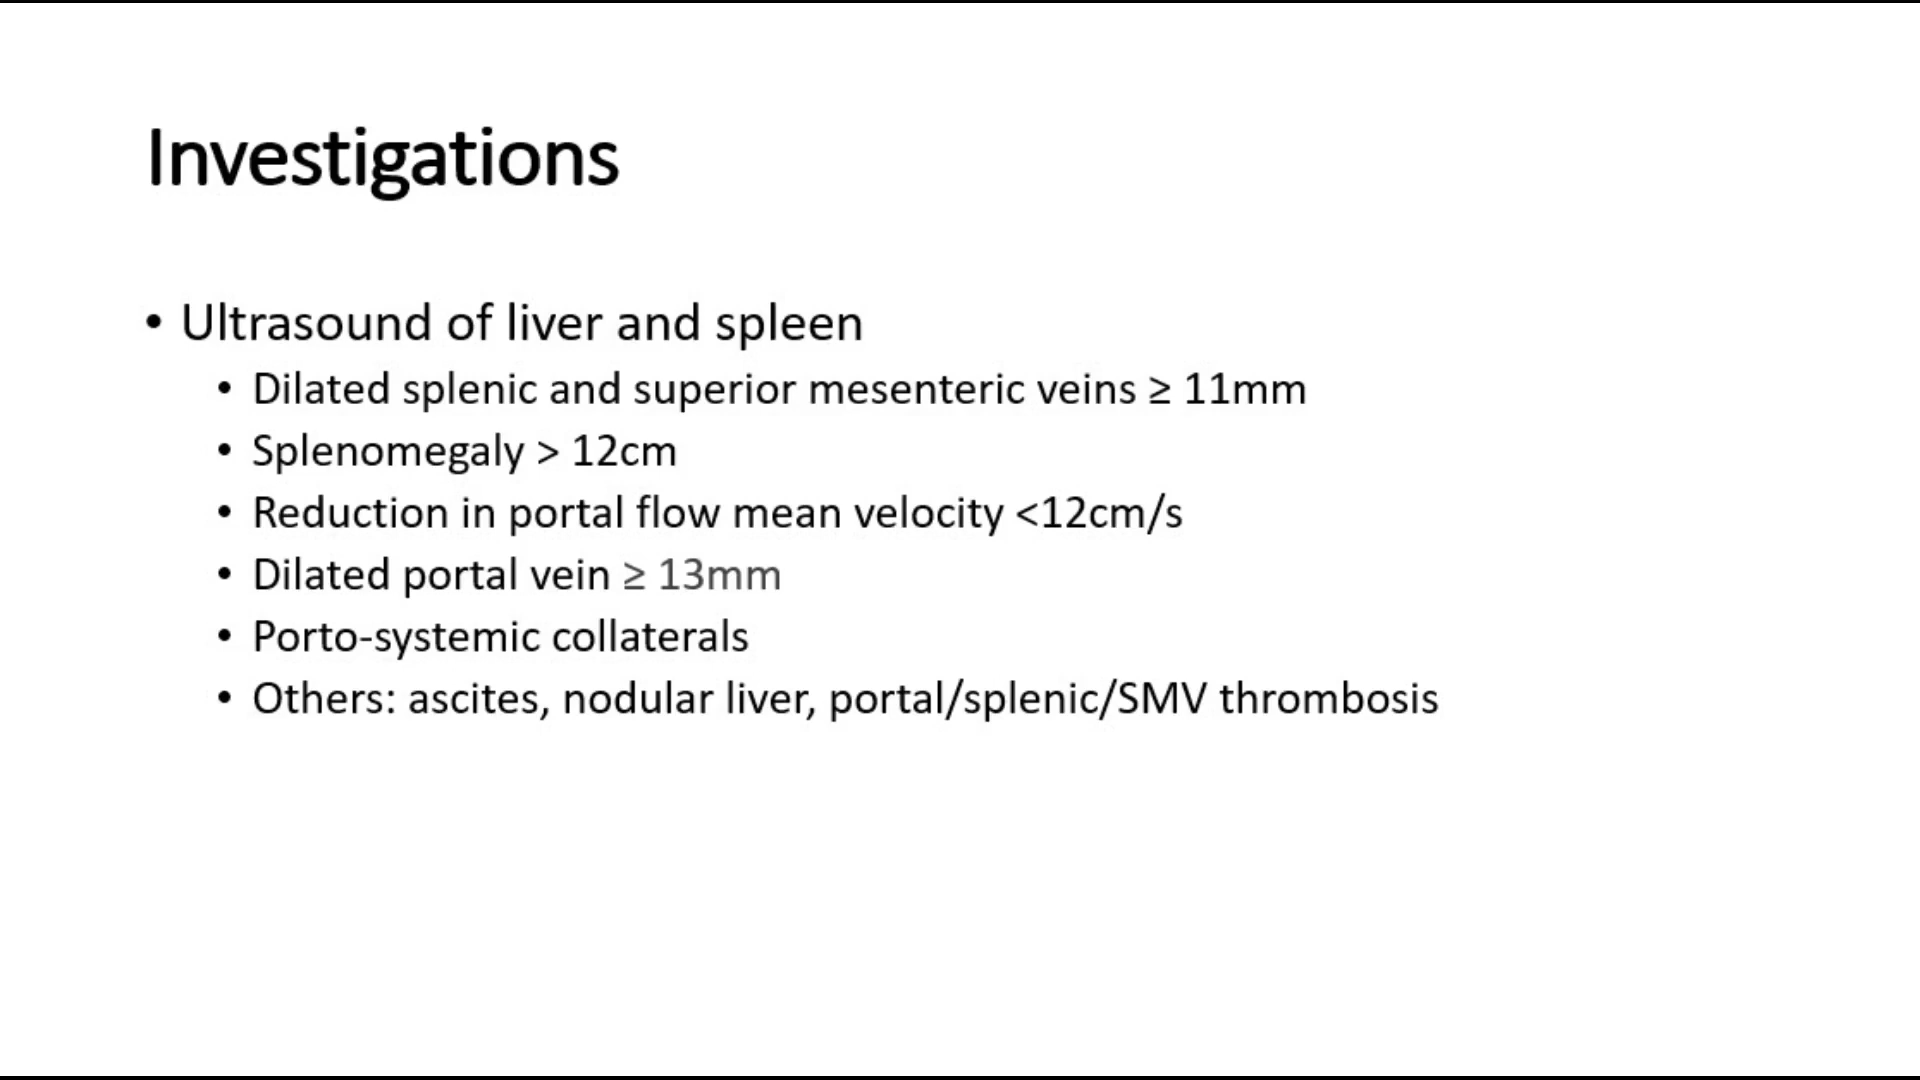 Investigations
• Ultrasound of liver and spleen
• Dilated splenic and superior mesenteric veins ≥ 11mm
• Splenomegaly > 12cm
• Reduction in portal flow mean velocity <12cm/s
• Dilated portal vein ≥ 13mm
• Porto-systemic collaterals
• Others: ascites, nodular liver, portal/splenic/SMV thrombosis